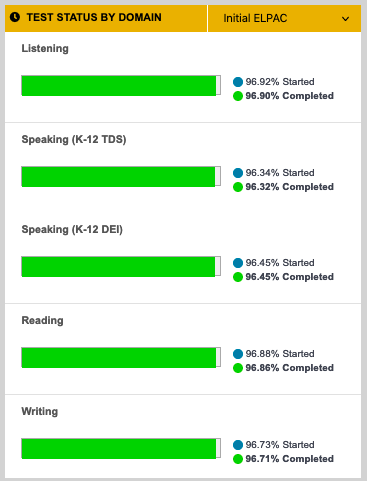 TEST STATUS BY DOMAIN
Initial ELPAC
Listening
96.92% Started
96.90% Completed
Speaking (K-12 TDS)
96.34% Started
96.32% Completed
Speaking (K-12 DEI)
96.45% Started
96.45% Completed
Reading
96.88% Started
96.86% Completed
Writing
96.73% Started
96.71% Completed